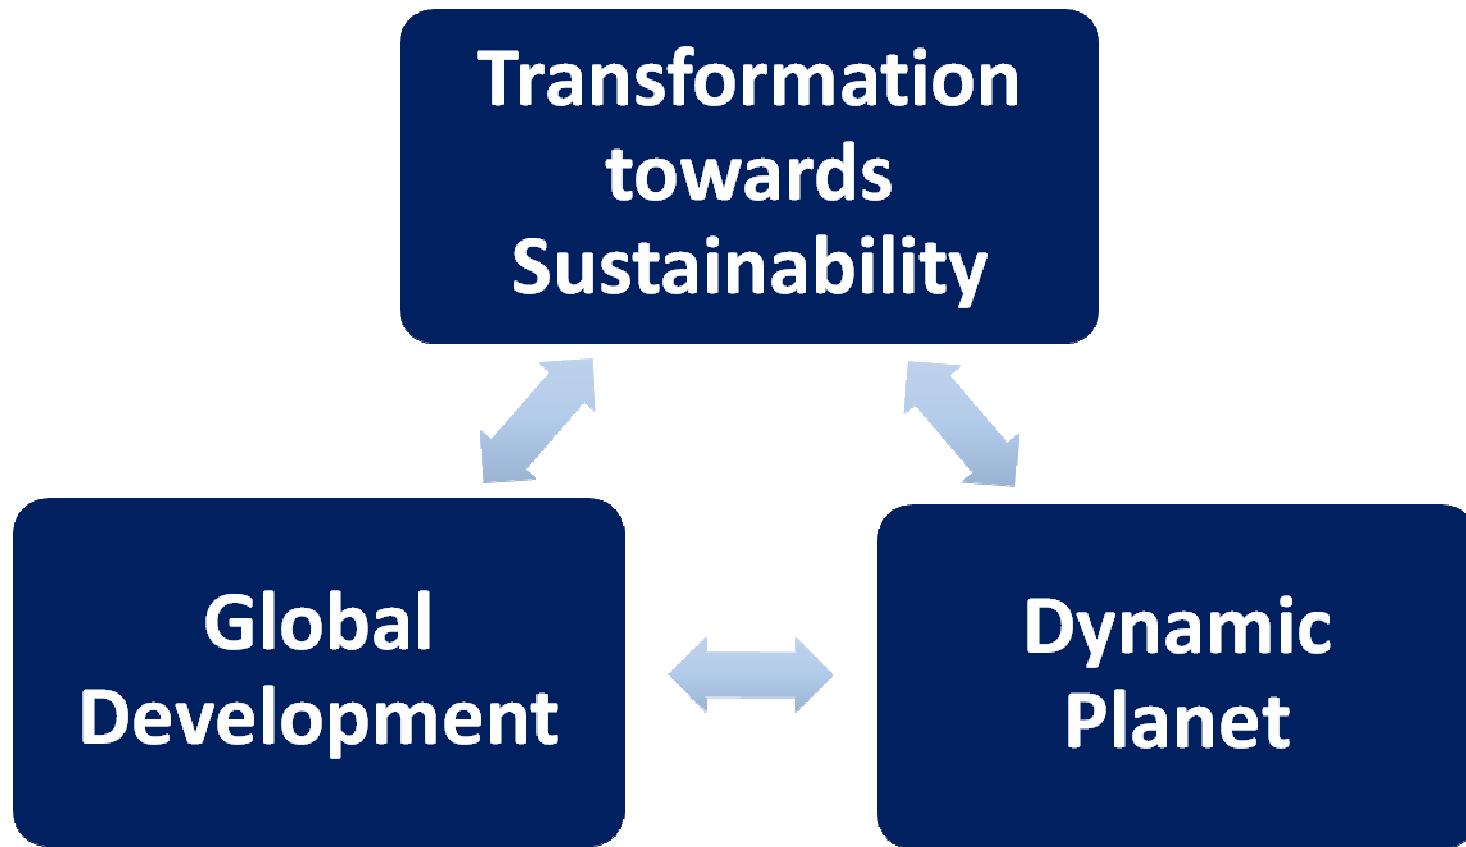 Transformation
towards
Sustainability
Global
Development
Dynamic
Planet